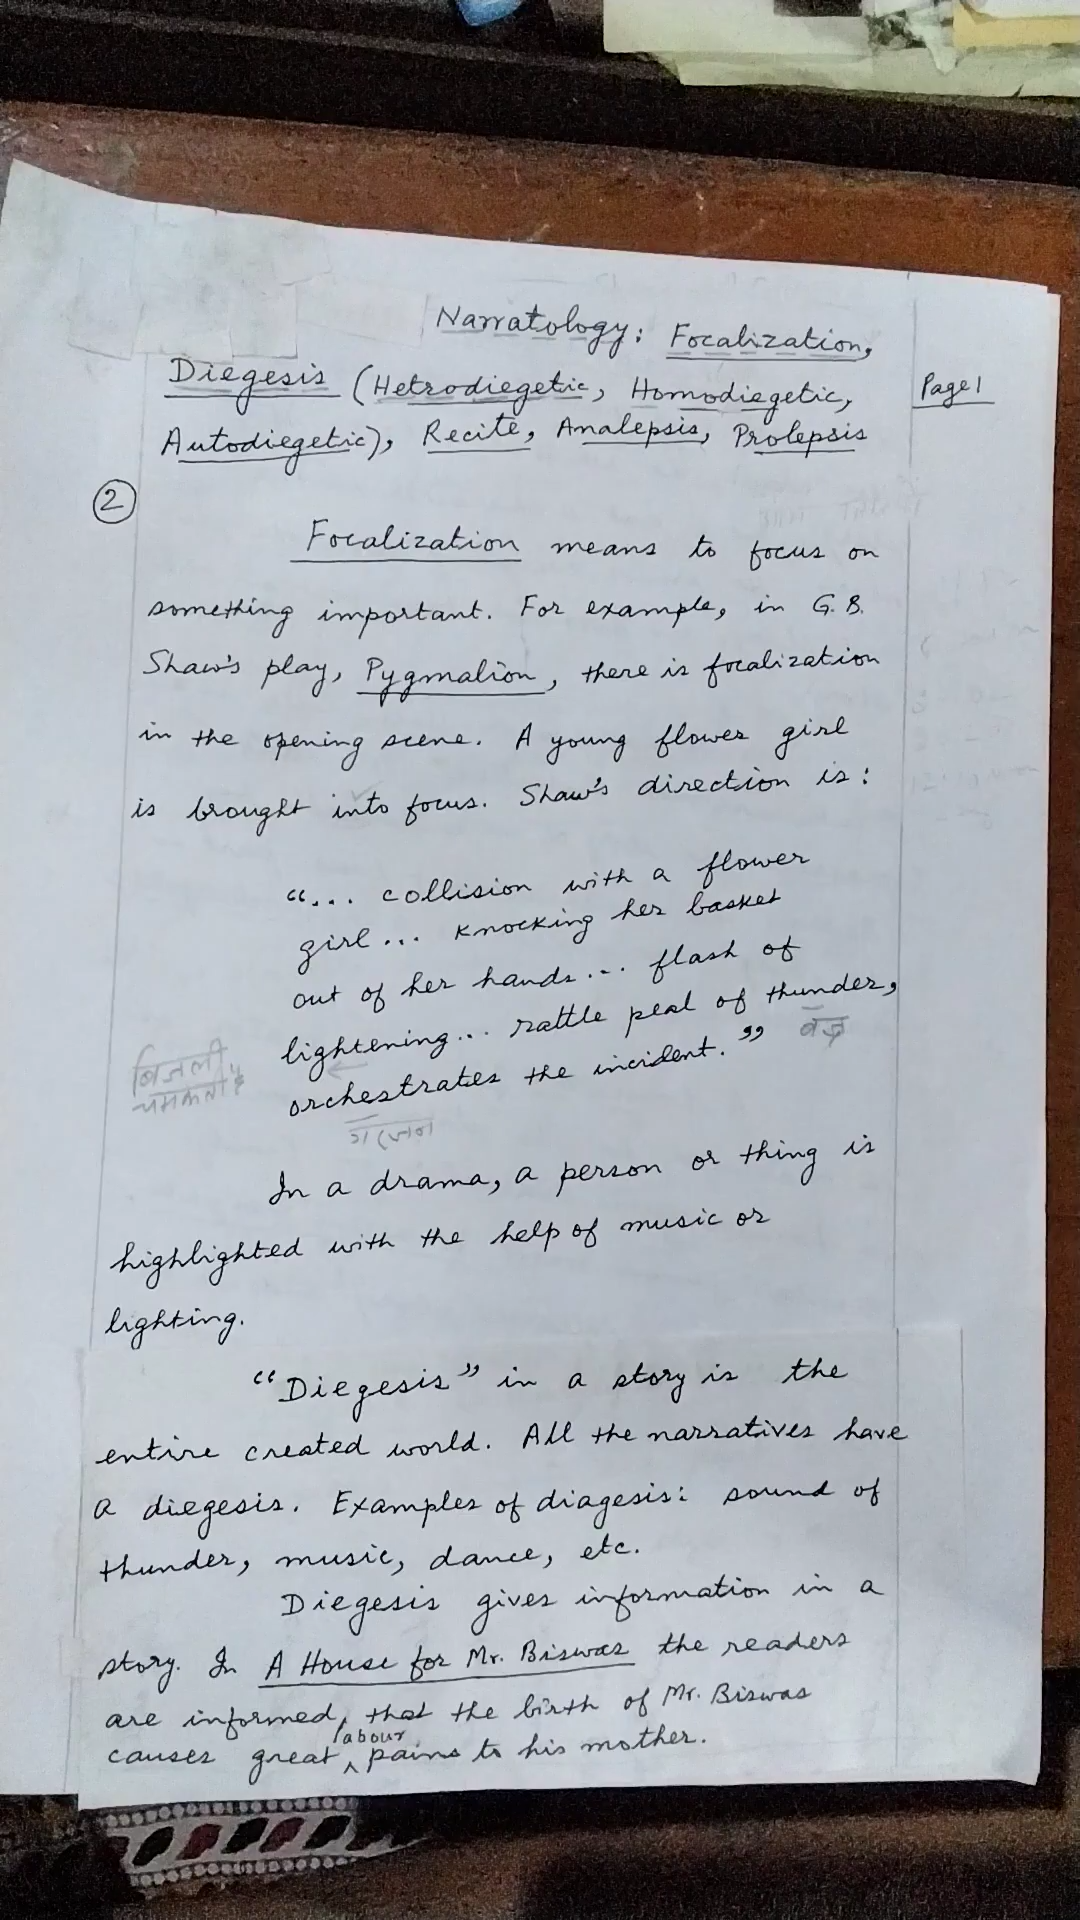 Narratology: Focalization,
Diegesis (Hetrodiegetic, Homodiegetic,
Page 1
Autodiegetic), Recite, Analepsis, Prolepsis
2
Focalization means to focus on
something important. For example, in G. B.
Shaw's play, Pygmalion, there is focalization
in the opening scene. A young flower girl
is brought into focus. Shaw's direction is:
"... collision with a flower
girl... knocking her basket
out of her hands... flash of
lightening... rattle peal of thunder,
orchestrates the incident."
बिजली
चमकना
In a drama, a person or thing is
highlighted with the help of music or
lighting.
"Diegesis" in a story is the
entire created world. All the narratives have
a diegesis. Examples of diagesis: sound of
thunder, music, dance, etc.
Diegesis gives information in a
story. In A House for Mr. Biswas the readers
are informed, that the birth of Mr. Biswas
causes great labour pains to his mother.